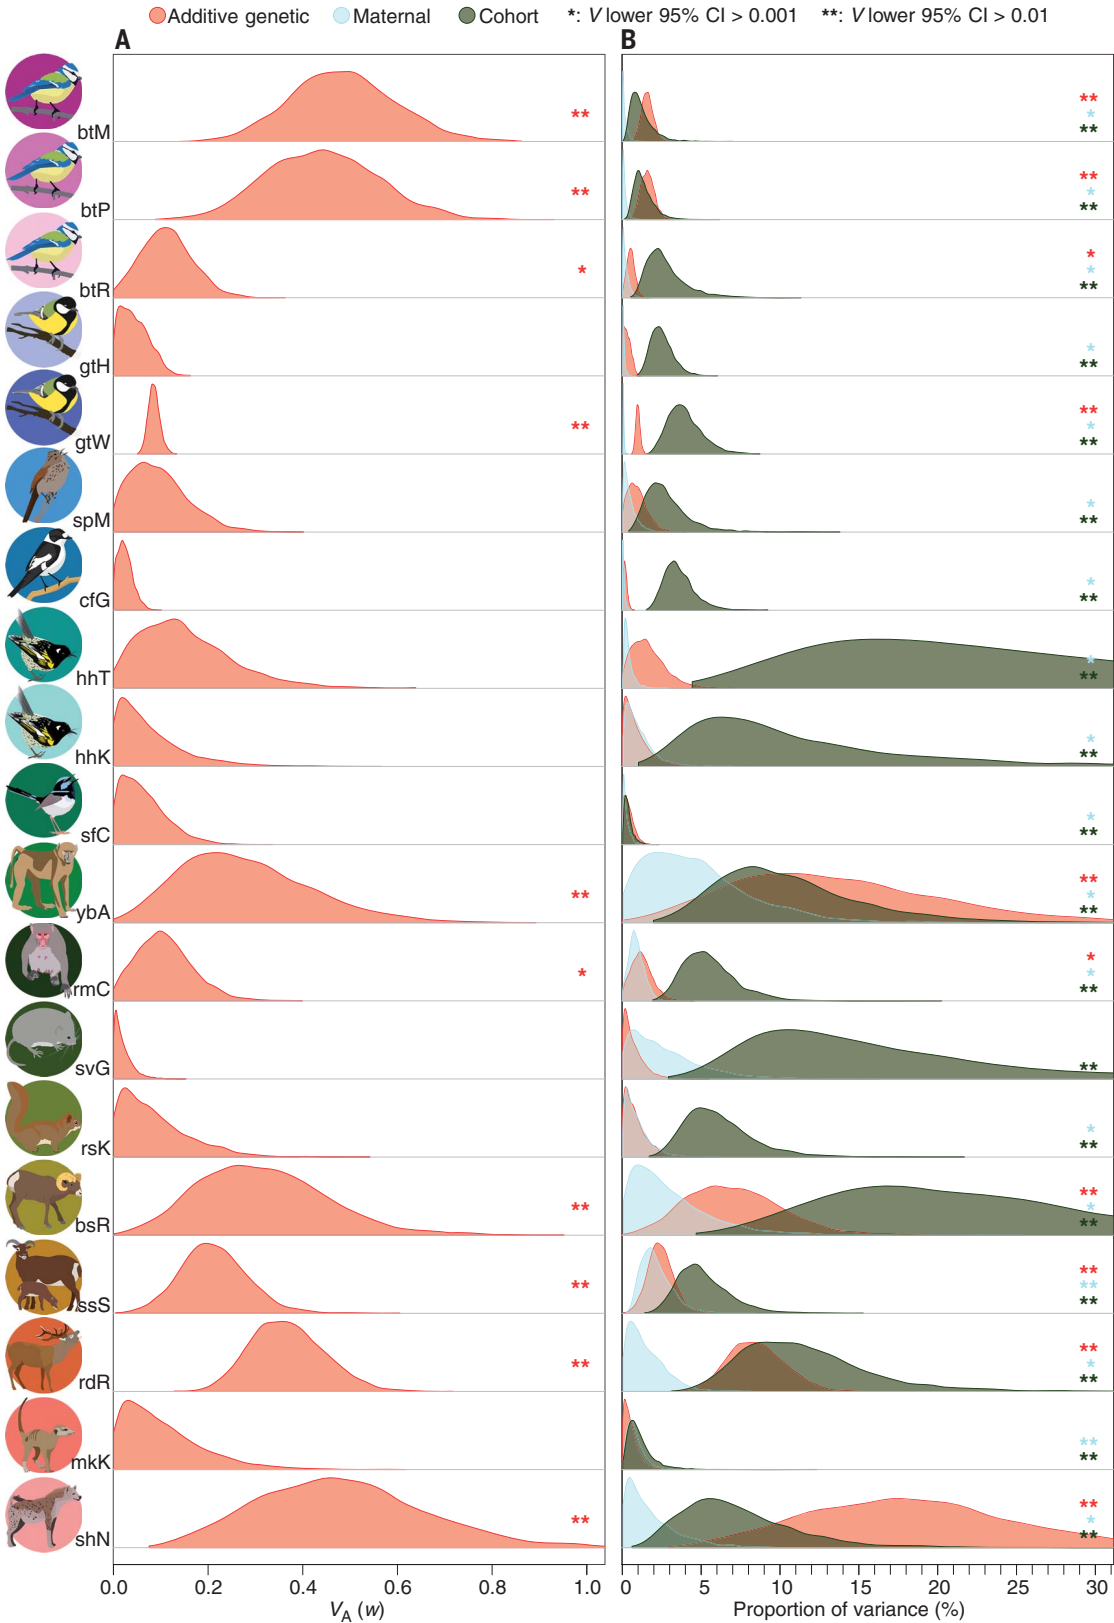 Additive genetic Maternal Cohort *: V lower 95% CI > 0.001 **: V lower 95% CI > 0.01
A B
btM ** ** * **
btP ** ** * **
btR * * * **
gtH * **
gtW ** ** * **
spM * **
cfG * **
hhT * **
hhK * **
sfC * **
ybA ** ** * **
rmC * * * **
svG **
rsK * **
bsR ** ** * **
ssS ** ** ** **
rdR ** ** * **
mkK ** **
shN ** ** * **
0.0 0.2 0.4 0.6 0.8 1.0 0 5 10 15 20 25 30
VA (w) Proportion of variance (%)